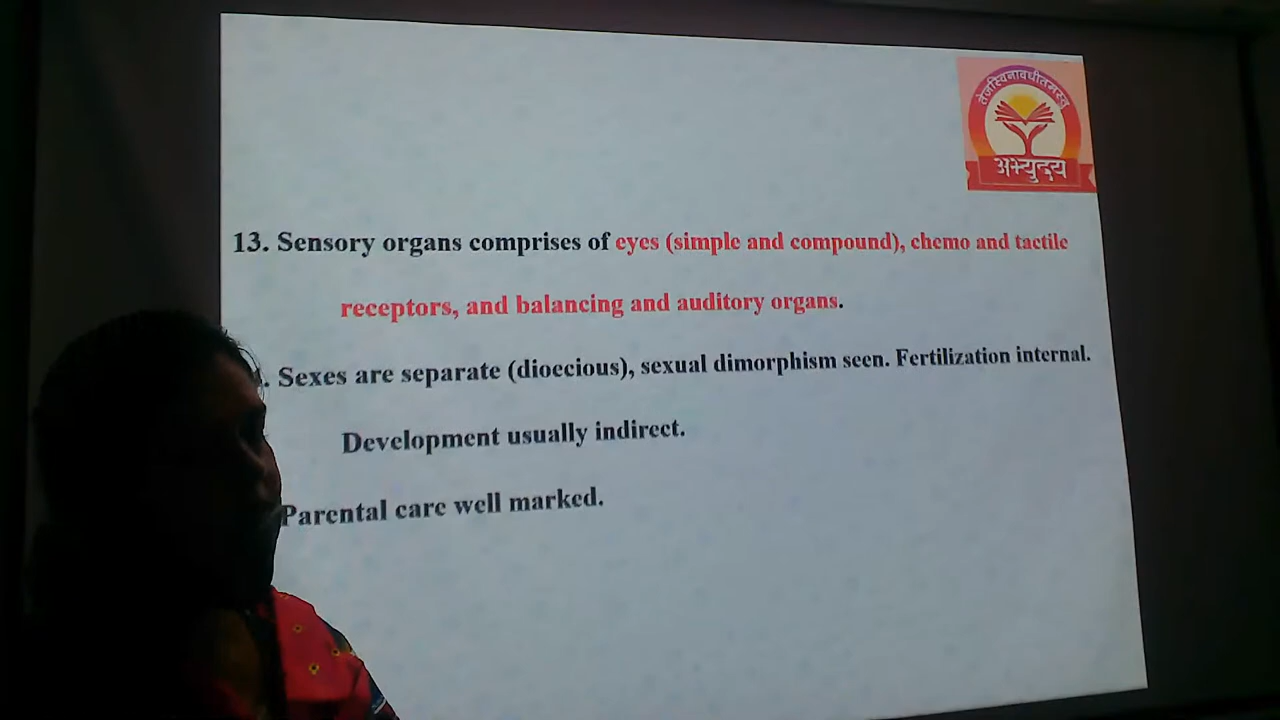 तेजस्विनावधीतमस्तु
अभ्युदय
13. Sensory organs comprises of eyes (simple and compound), chemo and tactile
receptors, and balancing and auditory organs.
. Sexes are separate (dioecious), sexual dimorphism seen. Fertilization internal.
Development usually indirect.
Parental care well marked.